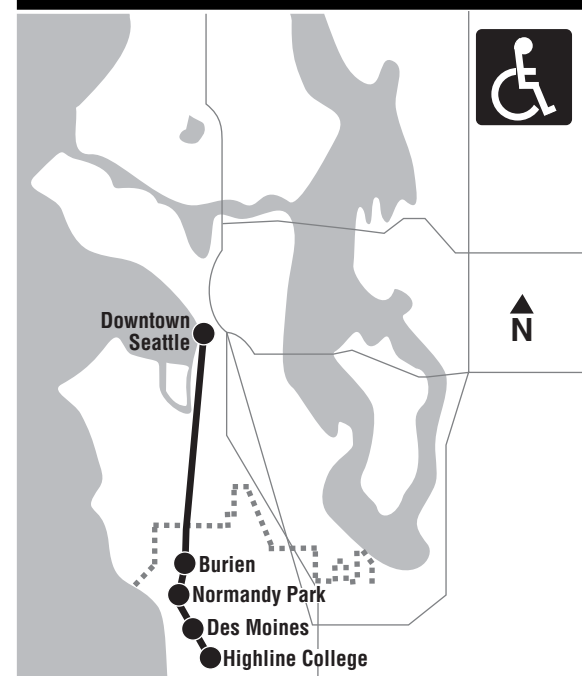 Downtown
Seattle
N
Burien
Normandy Park
Des Moines
Highline College